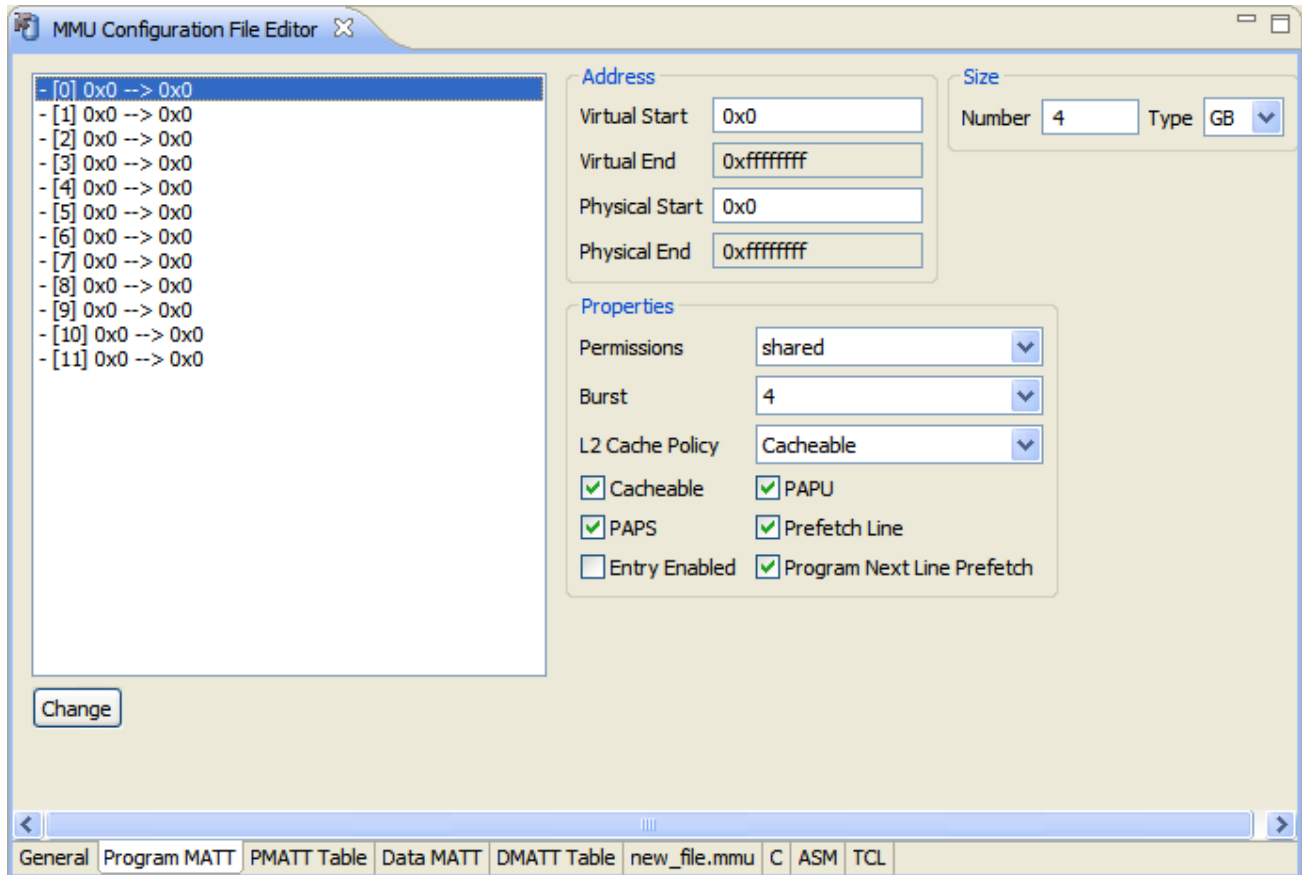 MMU Configuration File Editor
- [0] 0x0 --> 0x0
- [1] 0x0 --> 0x0
- [2] 0x0 --> 0x0
- [3] 0x0 --> 0x0
- [4] 0x0 --> 0x0
- [5] 0x0 --> 0x0
- [6] 0x0 --> 0x0
- [7] 0x0 --> 0x0
- [8] 0x0 --> 0x0
- [9] 0x0 --> 0x0
- [10] 0x0 --> 0x0
- [11] 0x0 --> 0x0
Change
Address
Virtual Start 0x0
Virtual End 0xffffffff
Physical Start 0x0
Physical End 0xffffffff
Size
Number 4 Type GB
Properties
Permissions shared
Burst 4
L2 Cache Policy Cacheable
Cacheable PAPU
PAPS Prefetch Line
Entry Enabled Program Next Line Prefetch
General Program MATT PMATT Table Data MATT DMATT Table new_file.mmu C ASM TCL